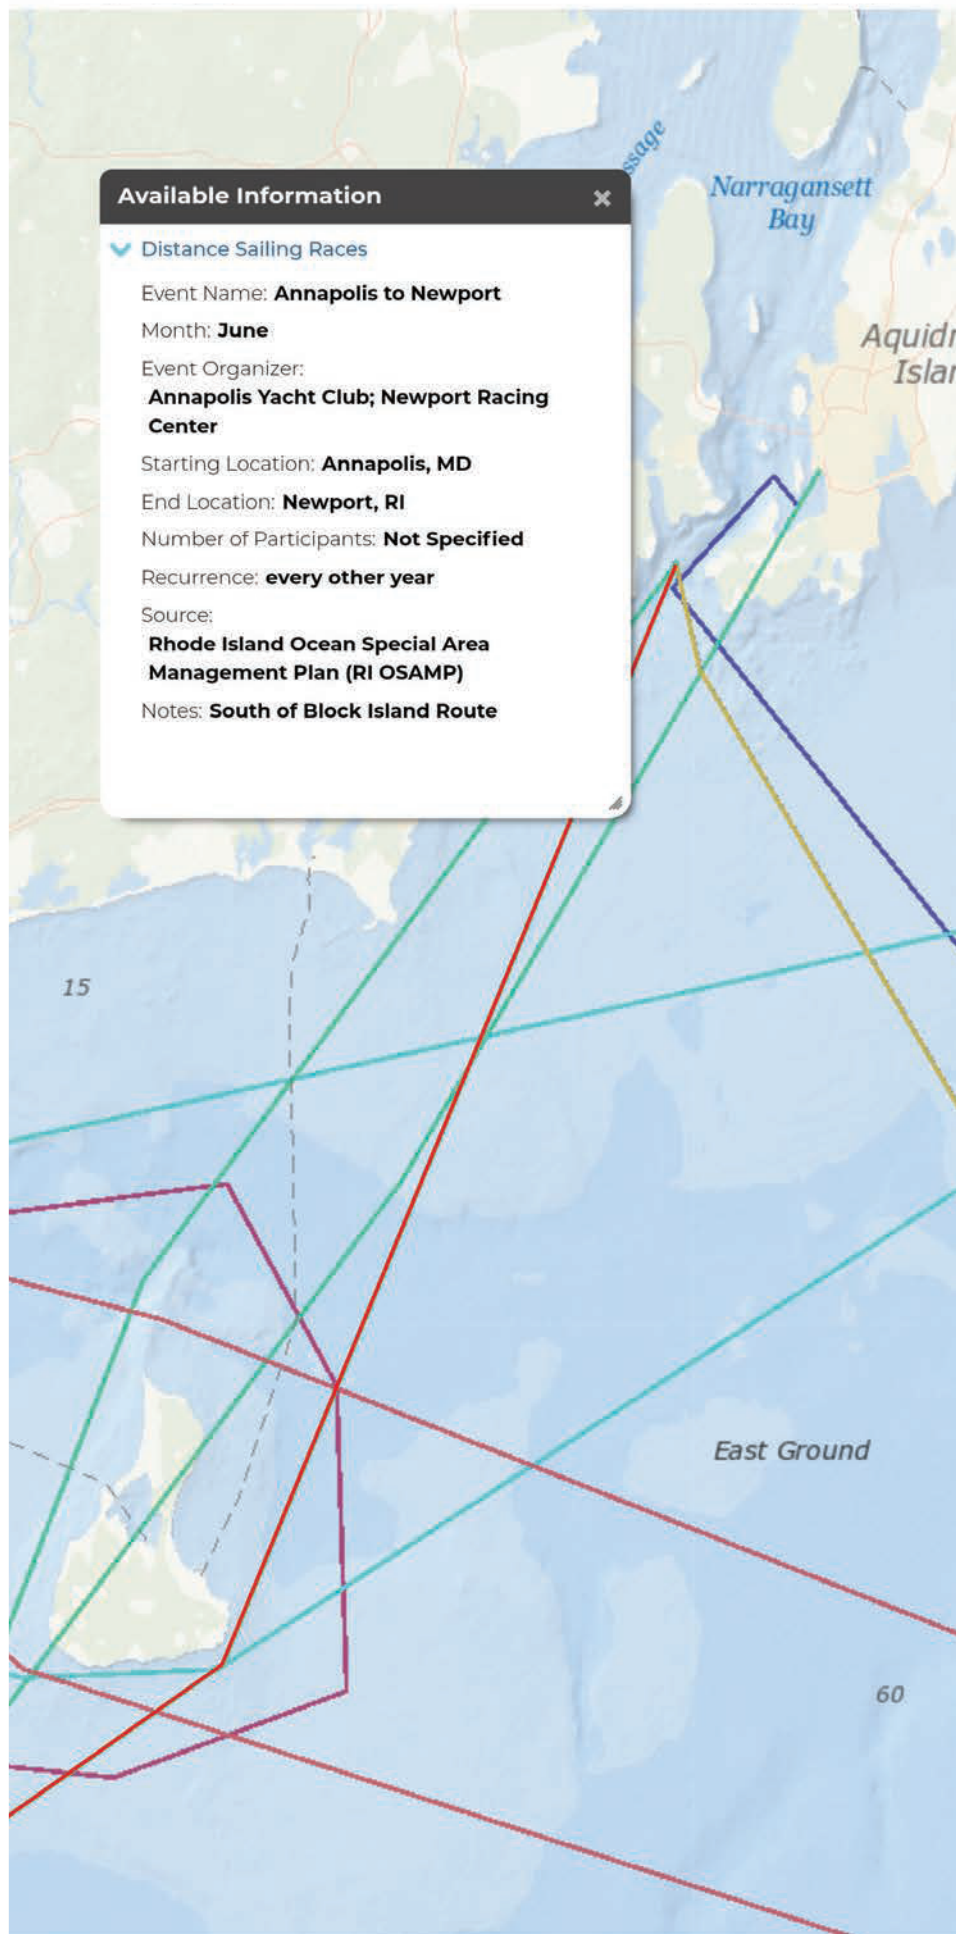 Narragansett
Bay
Available Information
Distance Sailing Races
Event Name: Annapolis to Newport
Month: June
Event Organizer:
Annapolis Yacht Club; Newport Racing
Center
Starting Location: Annapolis, MD
End Location: Newport, RI
Number of Participants: Not Specified
Recurrence: every other year
Source:
Rhode Island Ocean Special Area
Management Plan (RI OSAMP)
Notes: South of Block Island Route
15
East Ground
60